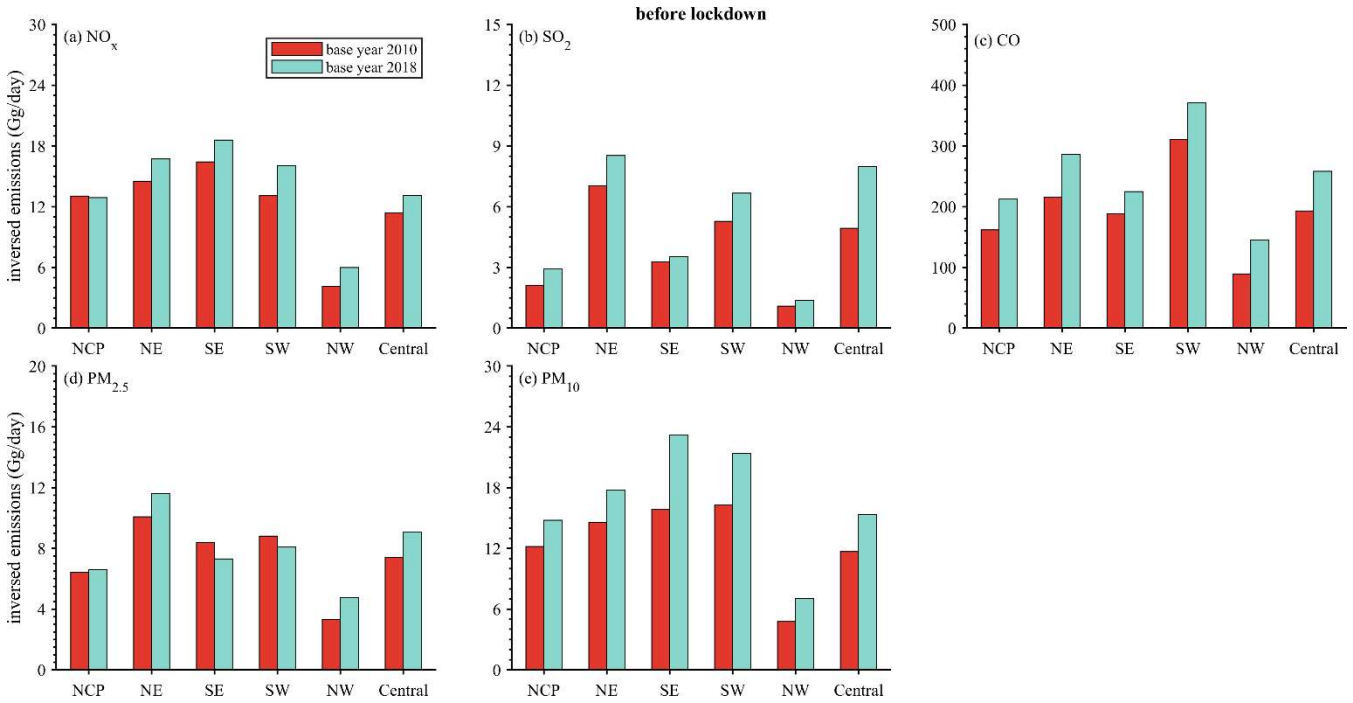 before lockdown
(a) NOx
base year 2010
base year 2018
inversed emissions (Gg/day)
30
24
18
12
6
0
NCP NE SE SW NW Central
(b) SO2
15
12
9
6
3
0
NCP NE SE SW NW Central
(c) CO
500
400
300
200
100
0
NCP NE SE SW NW Central
(d) PM2.5
inversed emissions (Gg/day)
20
16
12
8
4
0
NCP NE SE SW NW Central
(e) PM10
30
24
18
12
6
0
NCP NE SE SW NW Central